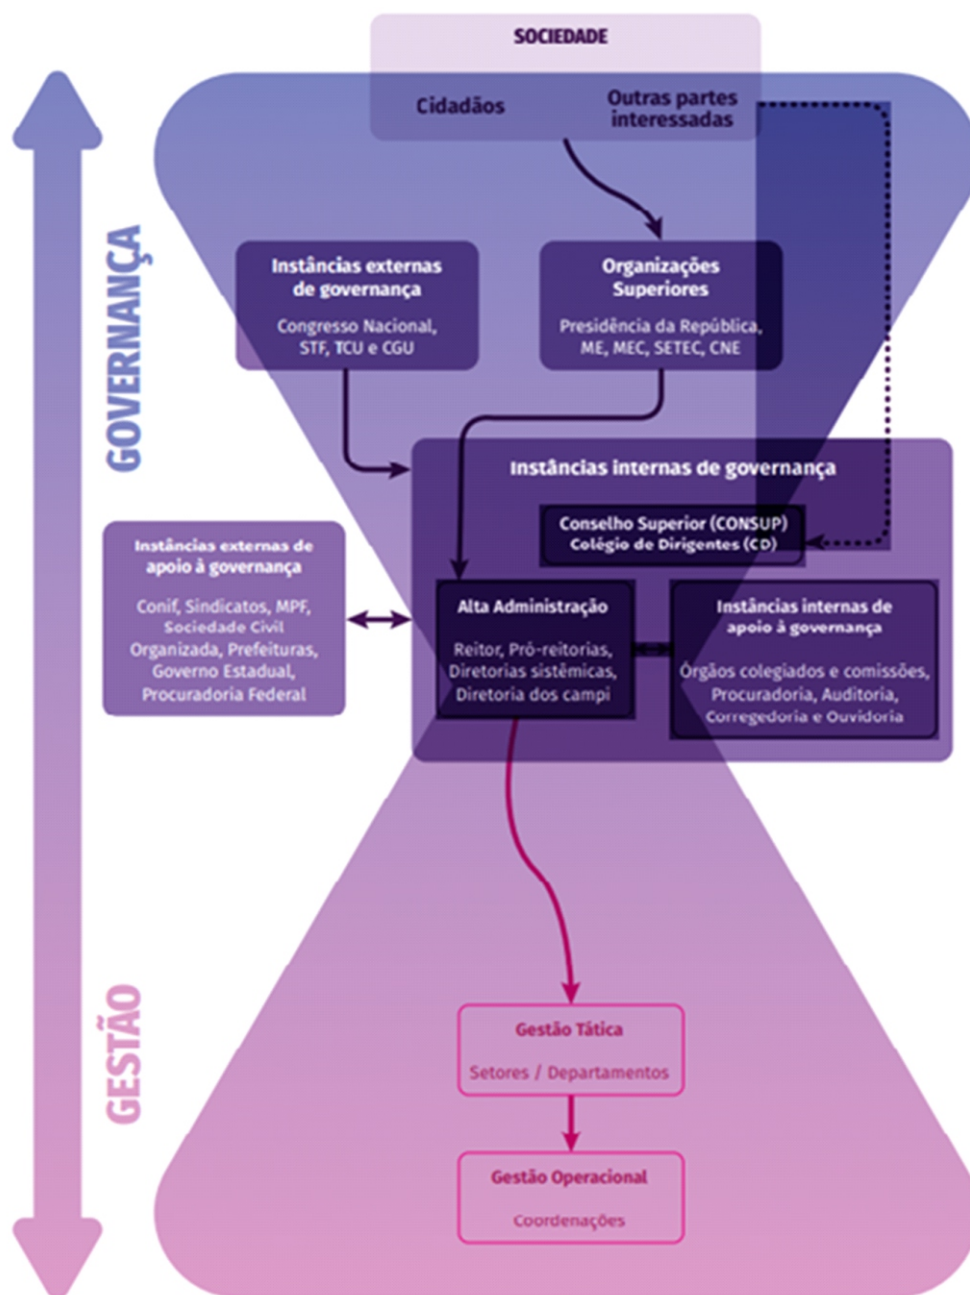 SOCIEDADE
Cidadãos
Outras partes
interessadas
GOVERNANÇA
Instâncias externas
de governança
Congresso Nacional,
STF, TCU e CGU
Organizações
Superiores
Presidência da República,
ME, MEC, SETEC, CNE
Instâncias internas de governança
Conselho Superior (CONSUP)
Colégio de Dirigentes (CD)
Instâncias externas de
apoio à governança
Conif, Sindicatos, MPF,
Sociedade Civil
Organizada, Prefeituras,
Governo Estadual,
Procuradoria Federal
Alta Administração
Reitor, Pró-reitorias,
Diretorias sistêmicas,
Diretoria dos campi
Instâncias internas de
apoio à governança
Órgãos colegiados e comissões,
Procuradoria, Auditoria,
Corregedoria e Ouvidoria
GESTÃO
Gestão Tática
Setores / Departamentos
Gestão Operacional
Coordenações